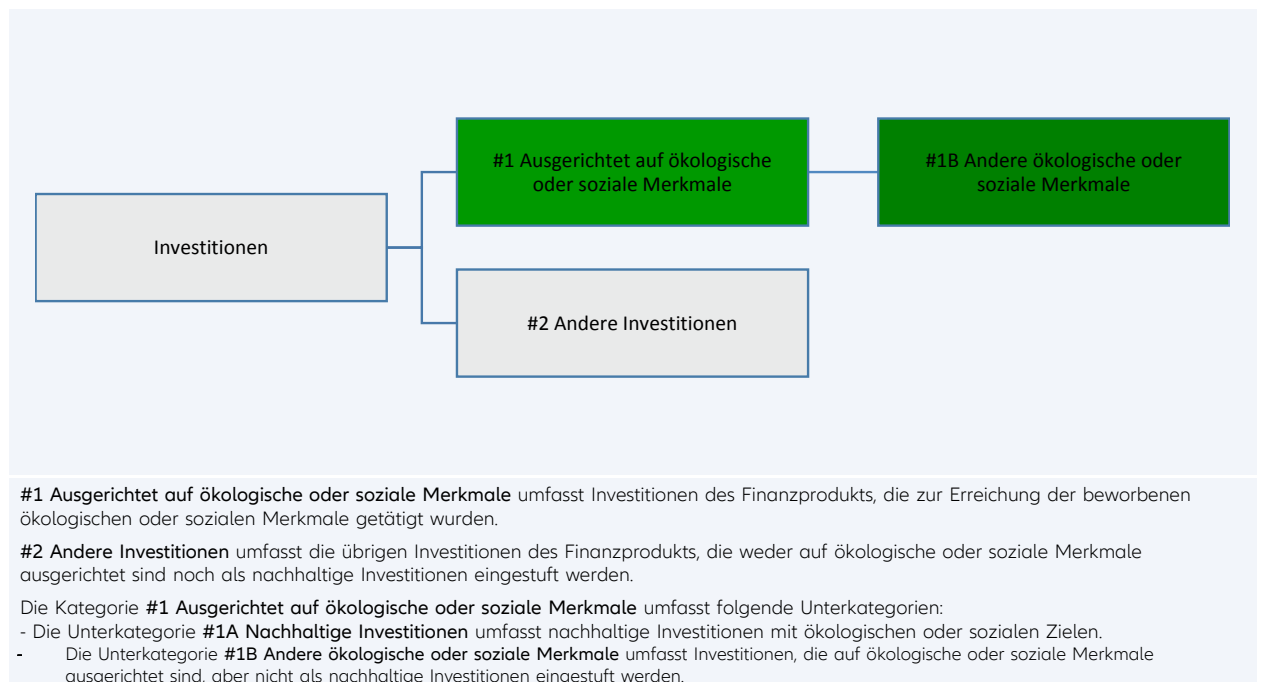 #1 Ausgerichtet auf ökologische
oder soziale Merkmale
#1B Andere ökologische oder
soziale Merkmale
Investitionen
#2 Andere Investitionen
#1 Ausgerichtet auf ökologische oder soziale Merkmale umfasst Investitionen des Finanzprodukts, die zur Erreichung der beworbenen
ökologischen oder sozialen Merkmale getätigt wurden.
#2 Andere Investitionen umfasst die übrigen Investitionen des Finanzprodukts, die weder auf ökologische oder soziale Merkmale
ausgerichtet sind noch als nachhaltige Investitionen eingestuft werden.
Die Kategorie #1 Ausgerichtet auf ökologische oder soziale Merkmale umfasst folgende Unterkategorien:
- Die Unterkategorie #1A Nachhaltige Investitionen umfasst nachhaltige Investitionen mit ökologischen oder sozialen Zielen.
- Die Unterkategorie #1B Andere ökologische oder soziale Merkmale umfasst Investitionen, die auf ökologische oder soziale Merkmale
ausgerichtet sind, aber nicht als nachhaltige Investitionen eingestuft werden.